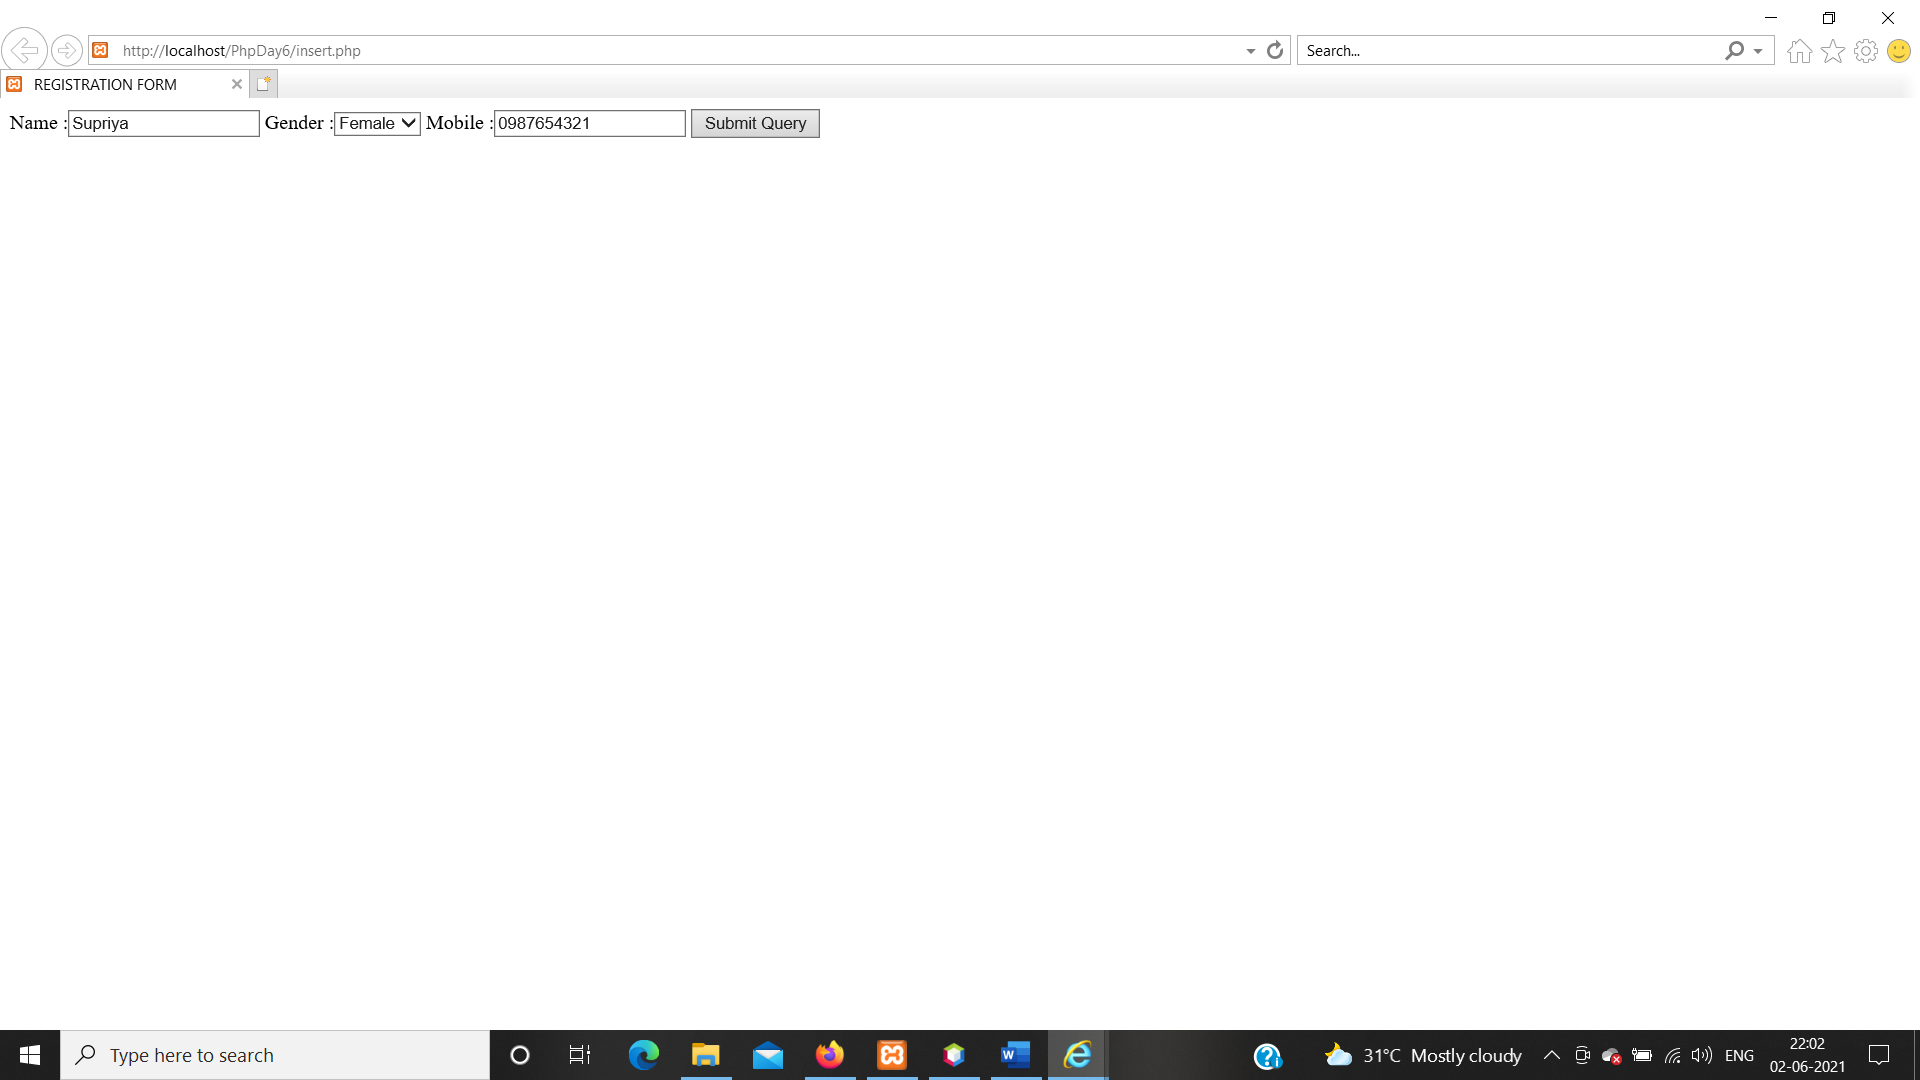 http://localhost/PhpDay6/insert.php
Search...
REGISTRATION FORM
Name :Supriya Gender :Female Mobile :0987654321 Submit Query
Type here to search
31°C Mostly cloudy
ENG
22:02
02-06-2021